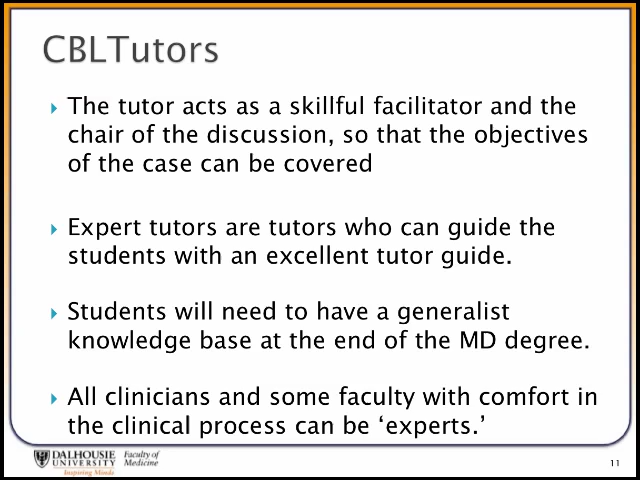 CBLTutors
The tutor acts as a skillful facilitator and the
chair of the discussion, so that the objectives
of the case can be covered
Expert tutors are tutors who can guide the
students with an excellent tutor guide.
Students will need to have a generalist
knowledge base at the end of the MD degree.
All clinicians and some faculty with comfort in
the clinical process can be ‘experts.’
DALHOUSIE
UNIVERSITY
Inspiring Minds
Faculty of
Medicine
11